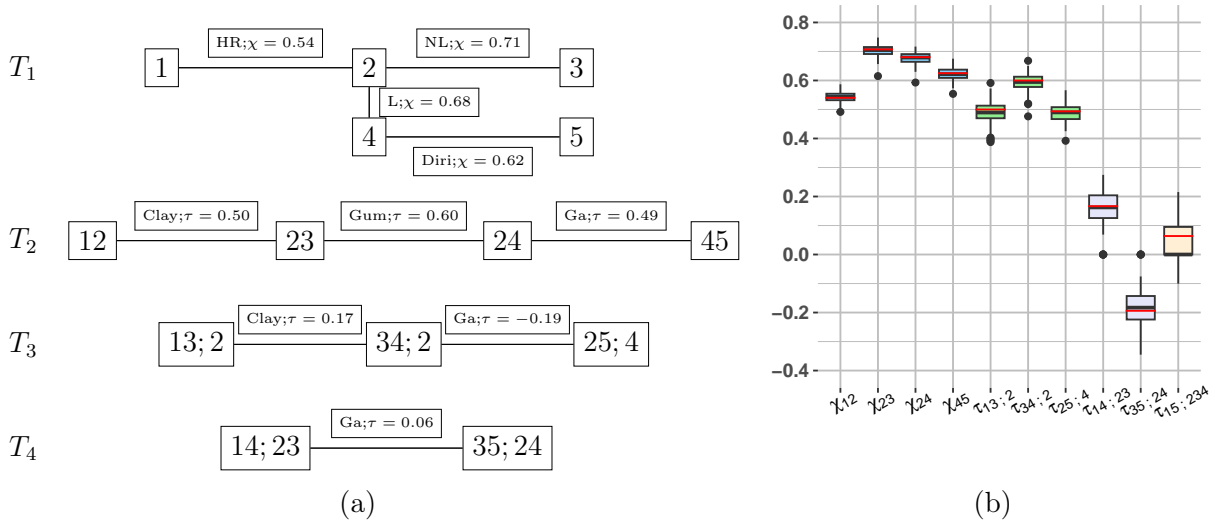 T₁
HR;χ = 0.54
NL;χ = 0.71
1
2
3
L;χ = 0.68
4
5
Diri;χ = 0.62
T₂
Clay;τ = 0.50
Gum;τ = 0.60
Ga;τ = 0.49
12
23
24
45
T₃
Clay;τ = 0.17
Ga;τ = −0.19
13; 2
34; 2
25; 4
T₄
Ga;τ = 0.06
14; 23
35; 24
(a)
0.8
0.6
0.4
0.2
0.0
−0.2
−0.4
χ₁₂
χ₂₃
χ₂₄
χ₄₅
τ₁₃;₂
τ₃₄;₂
τ₂₅;₄
τ₁₄;₂₃
τ₃₅;₂₄
τ₁₅;₂₃₄
(b)